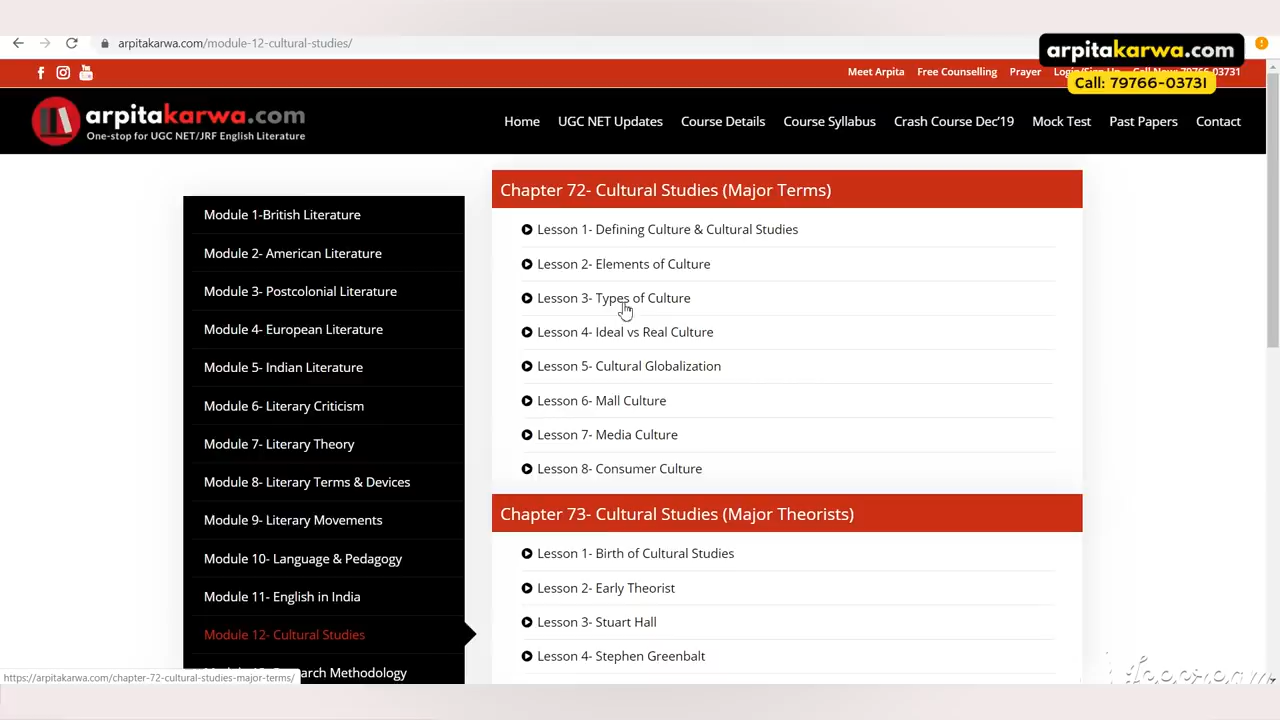 arpitakarwa.com/module-12-cultural-studies/
arpitakarwa.com
Call: 79766-03731
Meet Arpita
Free Counselling
Prayer
arpitakarwa.com
One-stop for UGC NET/JRF English Literature
Home
UGC NET Updates
Course Details
Course Syllabus
Crash Course Dec'19
Mock Test
Past Papers
Contact
Module 1-British Literature
Module 2- American Literature
Module 3- Postcolonial Literature
Module 4- European Literature
Module 5- Indian Literature
Module 6- Literary Criticism
Module 7- Literary Theory
Module 8- Literary Terms & Devices
Module 9- Literary Movements
Module 10- Language & Pedagogy
Module 11- English in India
Module 12- Cultural Studies
Chapter 72- Cultural Studies (Major Terms)
Lesson 1- Defining Culture & Cultural Studies
Lesson 2- Elements of Culture
Lesson 3- Types of Culture
Lesson 4- Ideal vs Real Culture
Lesson 5- Cultural Globalization
Lesson 6- Mall Culture
Lesson 7- Media Culture
Lesson 8- Consumer Culture
Chapter 73- Cultural Studies (Major Theorists)
Lesson 1- Birth of Cultural Studies
Lesson 2- Early Theorist
Lesson 3- Stuart Hall
Lesson 4- Stephen Greenbalt
Methodology
https://arpitakarwa.com/chapter-72-cultural-studies-major-terms/